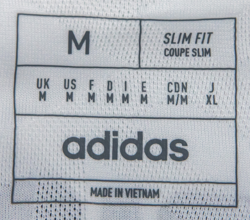 M
SLIM FIT
COUPE SLIM
UK US F D I E CDN J
M M M M M M M/M XL
adidas
MADE IN VIETNAM